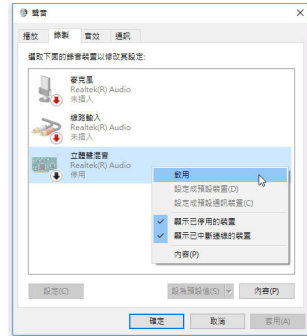 聲音
播放 錄製 音效 通訊
選取下面的錄音裝置以修改其設定:
麥克風
Realtek(R) Audio
未插入
線路輸入
Realtek(R) Audio
未插入
立體聲混音
Realtek(R) Audio
停用
啟用
設定成預設裝置(D)
設定成預設通訊裝置(C)
顯示已停用的裝置
顯示已中斷連線的裝置
內容(P)
設定(C) 設為預設值(S) 內容(P)
確定 取消 套用(A)